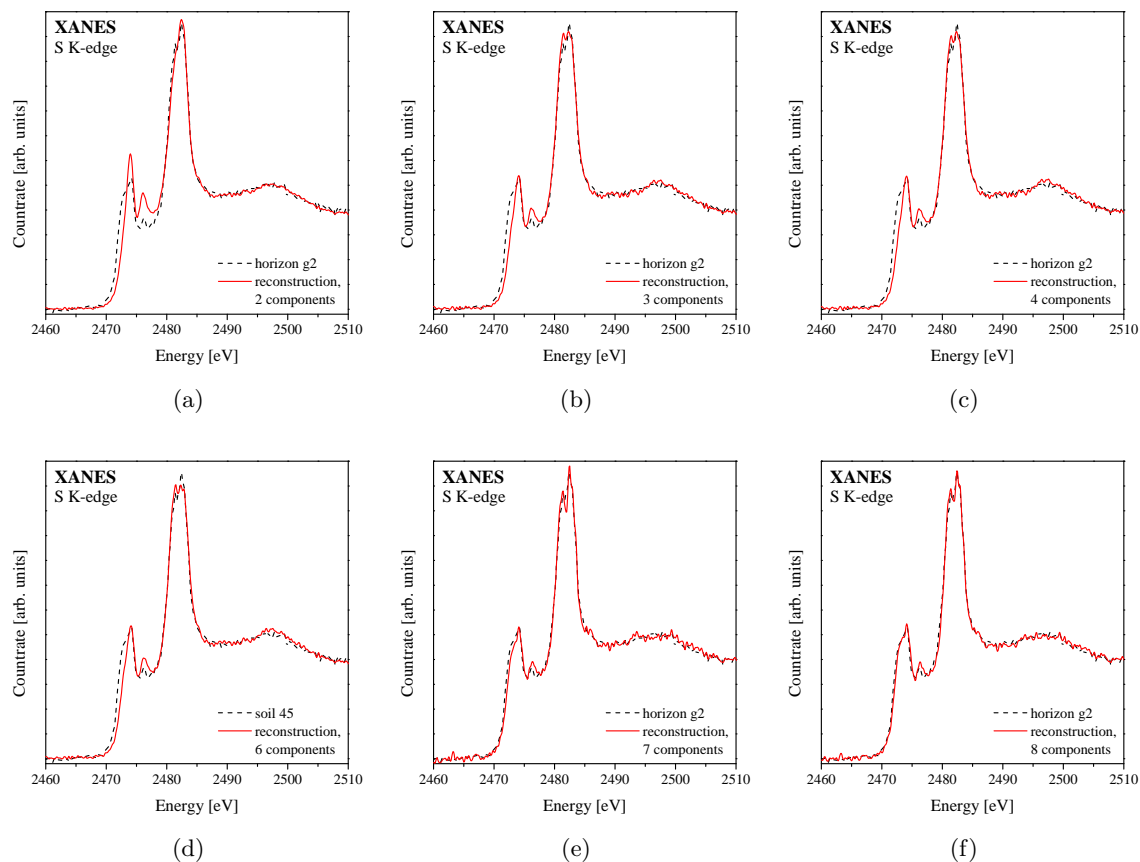 XANES
S K-edge
Countrate [arb. units]
horizon g2
reconstruction,
2 components
2460 2470 2480 2490 2500 2510
Energy [eV]
(a)
XANES
S K-edge
Countrate [arb. units]
horizon g2
reconstruction,
3 components
2460 2470 2480 2490 2500 2510
Energy [eV]
(b)
XANES
S K-edge
Countrate [arb. units]
horizon g2
reconstruction,
4 components
2460 2470 2480 2490 2500 2510
Energy [eV]
(c)
XANES
S K-edge
Countrate [arb. units]
soil 45
reconstruction,
6 components
2460 2470 2480 2490 2500 2510
Energy [eV]
(d)
XANES
S K-edge
Countrate [arb. units]
horizon g2
reconstruction,
7 components
2460 2470 2480 2490 2500 2510
Energy [eV]
(e)
XANES
S K-edge
Countrate [arb. units]
horizon g2
reconstruction,
8 components
2460 2470 2480 2490 2500 2510
Energy [eV]
(f)